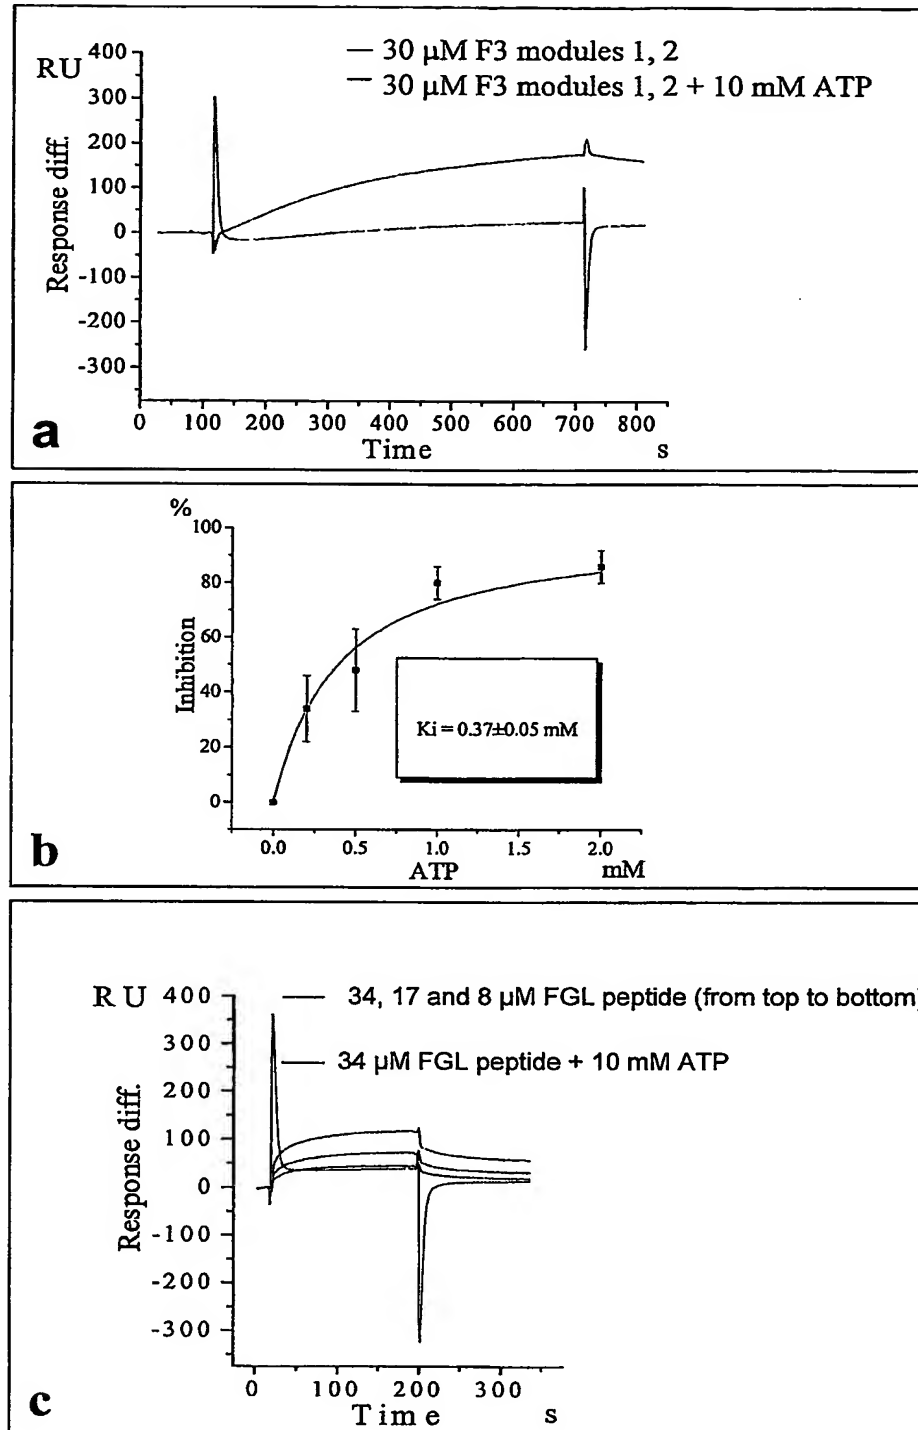 RU
400
300
200
100
0
-100
-200
-300
Response diff.
30 µM F3 modules 1, 2
30 µM F3 modules 1, 2 + 10 mM ATP
0 100 200 300 400 500 600 700 800
Time s
a
%
100
80
60
40
20
0
Inhibition
Ki = 0.37±0.05 mM
0.0 0.5 1.0 1.5 2.0
ATP mM
b
RU
400
300
200
100
0
-100
-200
-300
Response diff.
34, 17 and 8 µM FGL peptide (from top to bottom)
34 µM FGL peptide + 10 mM ATP
0 100 200 300
Time s
c